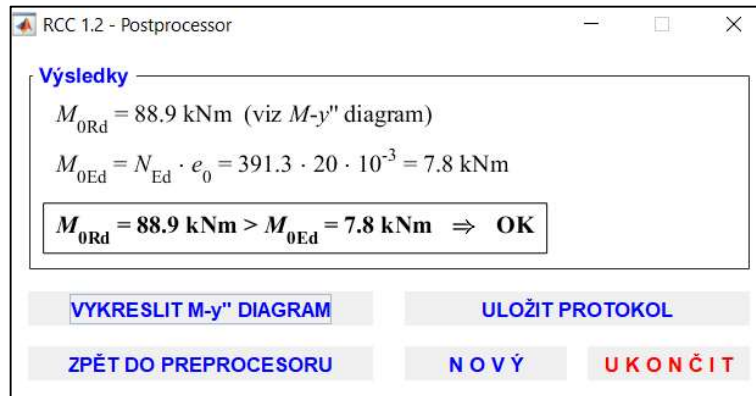 RCC 1.2 - Postprocessor
Výsledky
M0Rd = 88.9 kNm (viz M-y" diagram)
M0Ed = NEd · e0 = 391.3 · 20 · 10-3 = 7.8 kNm
M0Rd = 88.9 kNm > M0Ed = 7.8 kNm ⇒ OK
VYKRESLIT M-y" DIAGRAM
ULOŽIT PROTOKOL
ZPĚT DO PREPROCESORU
N O V Ý
U K O N Č I T